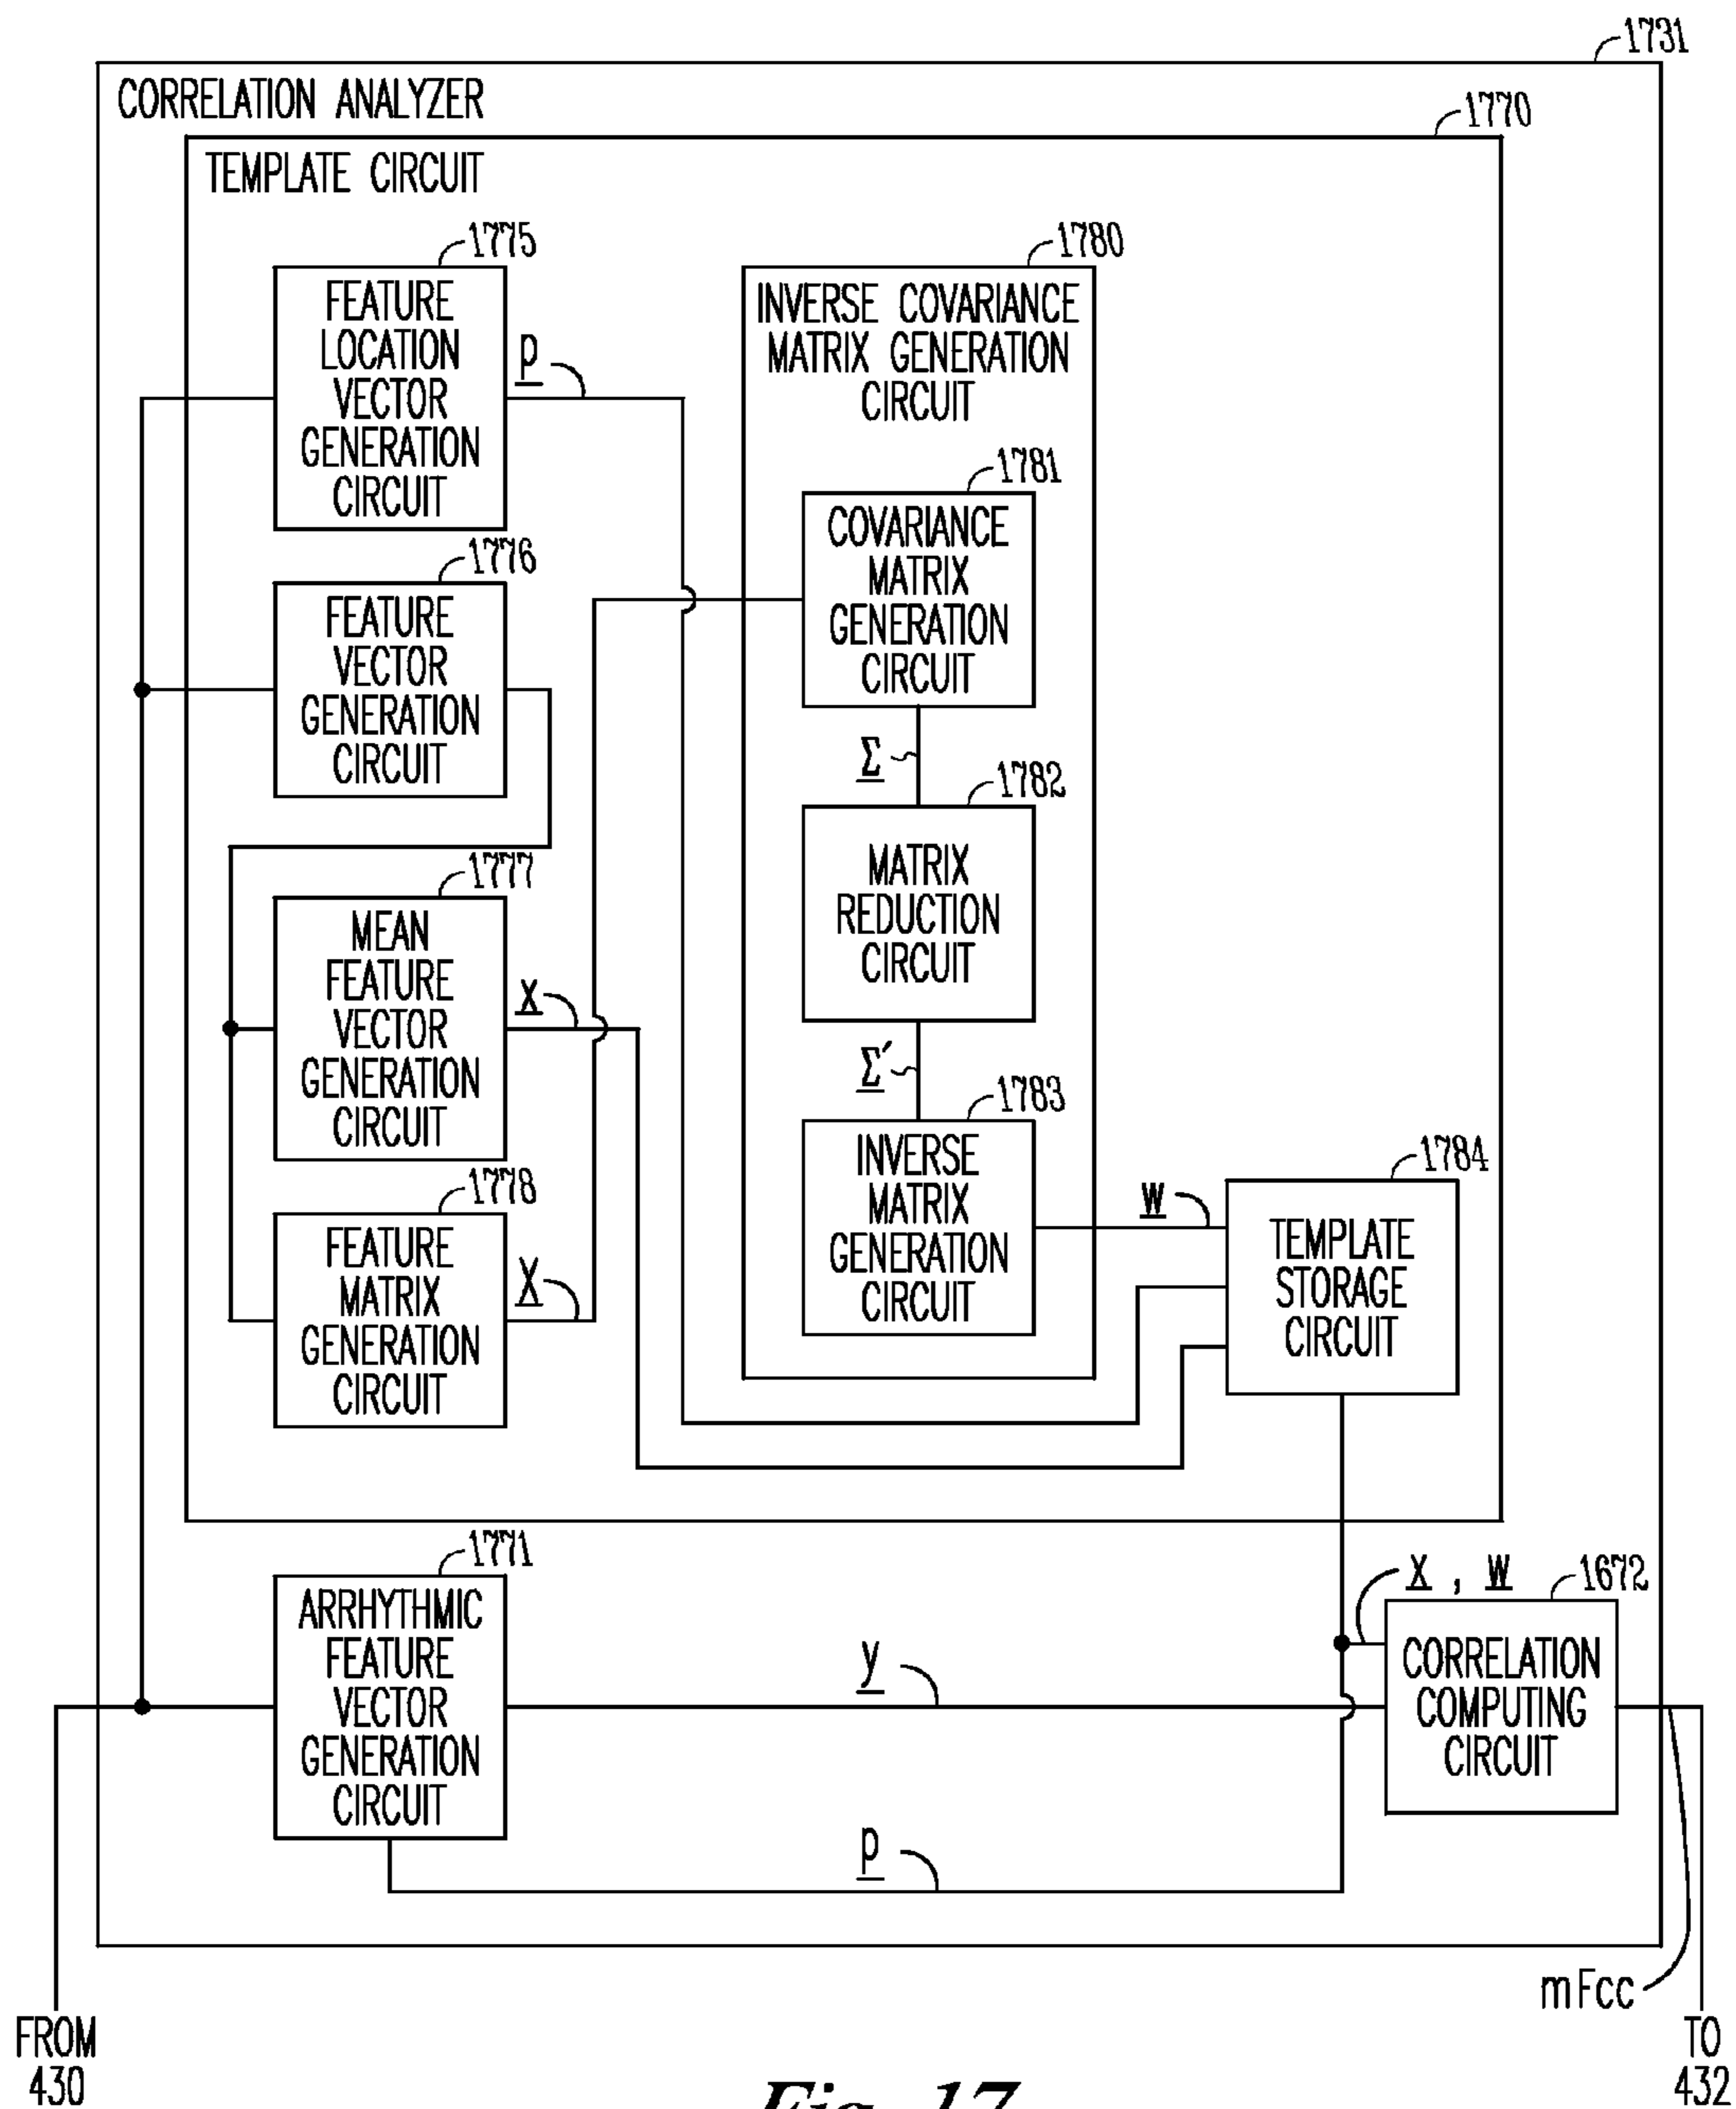 1731
CORRELATION ANALYZER
1770
TEMPLATE CIRCUIT
1775
FEATURE
LOCATION
VECTOR
GENERATION
CIRCUIT
p
1780
INVERSE COVARIANCE
MATRIX GENERATION
CIRCUIT
1781
COVARIANCE
MATRIX
GENERATION
CIRCUIT
1776
FEATURE
VECTOR
GENERATION
CIRCUIT
Σ
1782
MATRIX
REDUCTION
CIRCUIT
1777
MEAN
FEATURE
VECTOR
GENERATION
CIRCUIT
x
Σ′
1783
INVERSE
MATRIX
GENERATION
CIRCUIT
1778
FEATURE
MATRIX
GENERATION
CIRCUIT
X
w
1784
TEMPLATE
STORAGE
CIRCUIT
1771
ARRHYTHMIC
FEATURE
VECTOR
GENERATION
CIRCUIT
y
p
x , w
1672
CORRELATION
COMPUTING
CIRCUIT
mFcc
FROM
430
TO
432
Fig. 17